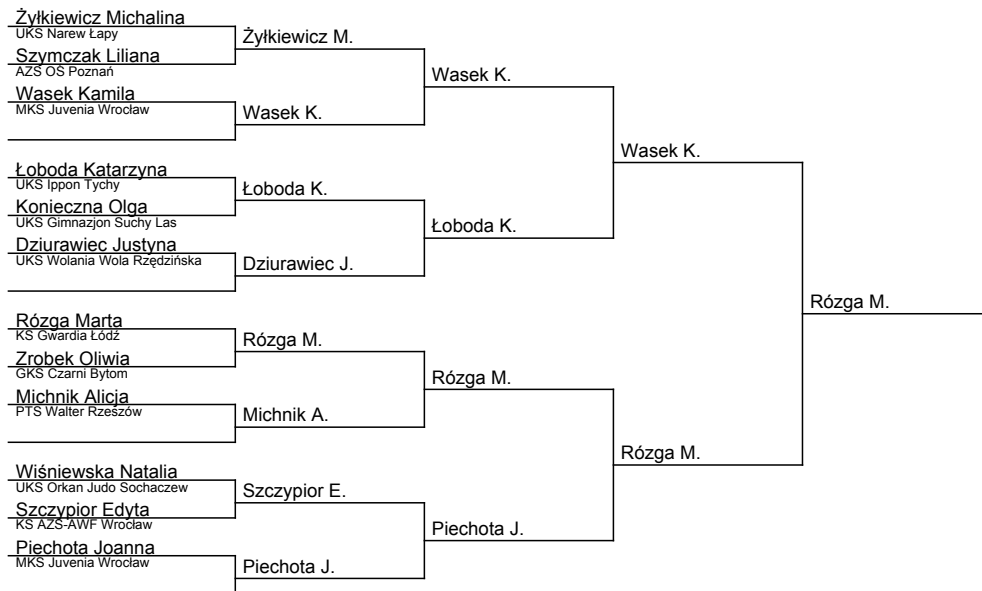 Żyłkiewicz Michalina
UKS Narew Łapy
Szymczak Liliana
AZS OŚ Poznań
Wasek Kamila
MKS Juvenia Wrocław
Łoboda Katarzyna
UKS Ippon Tychy
Konieczna Olga
UKS Gimnazjon Suchy Las
Dziurawiec Justyna
UKS Wolania Wola Rzędzińska
Rózga Marta
KS Gwardia Łódź
Zrobek Oliwia
GKS Czarni Bytom
Michnik Alicja
PTS Walter Rzeszów
Wiśniewska Natalia
UKS Orkan Judo Sochaczew
Szczypior Edyta
KS AZS-AWF Wrocław
Piechota Joanna
MKS Juvenia Wrocław
Żyłkiewicz M.
Wasek K.
Łoboda K.
Dziurawiec J.
Rózga M.
Michnik A.
Szczypior E.
Piechota J.
Wasek K.
Łoboda K.
Rózga M.
Piechota J.
Wasek K.
Rózga M.
Rózga M.